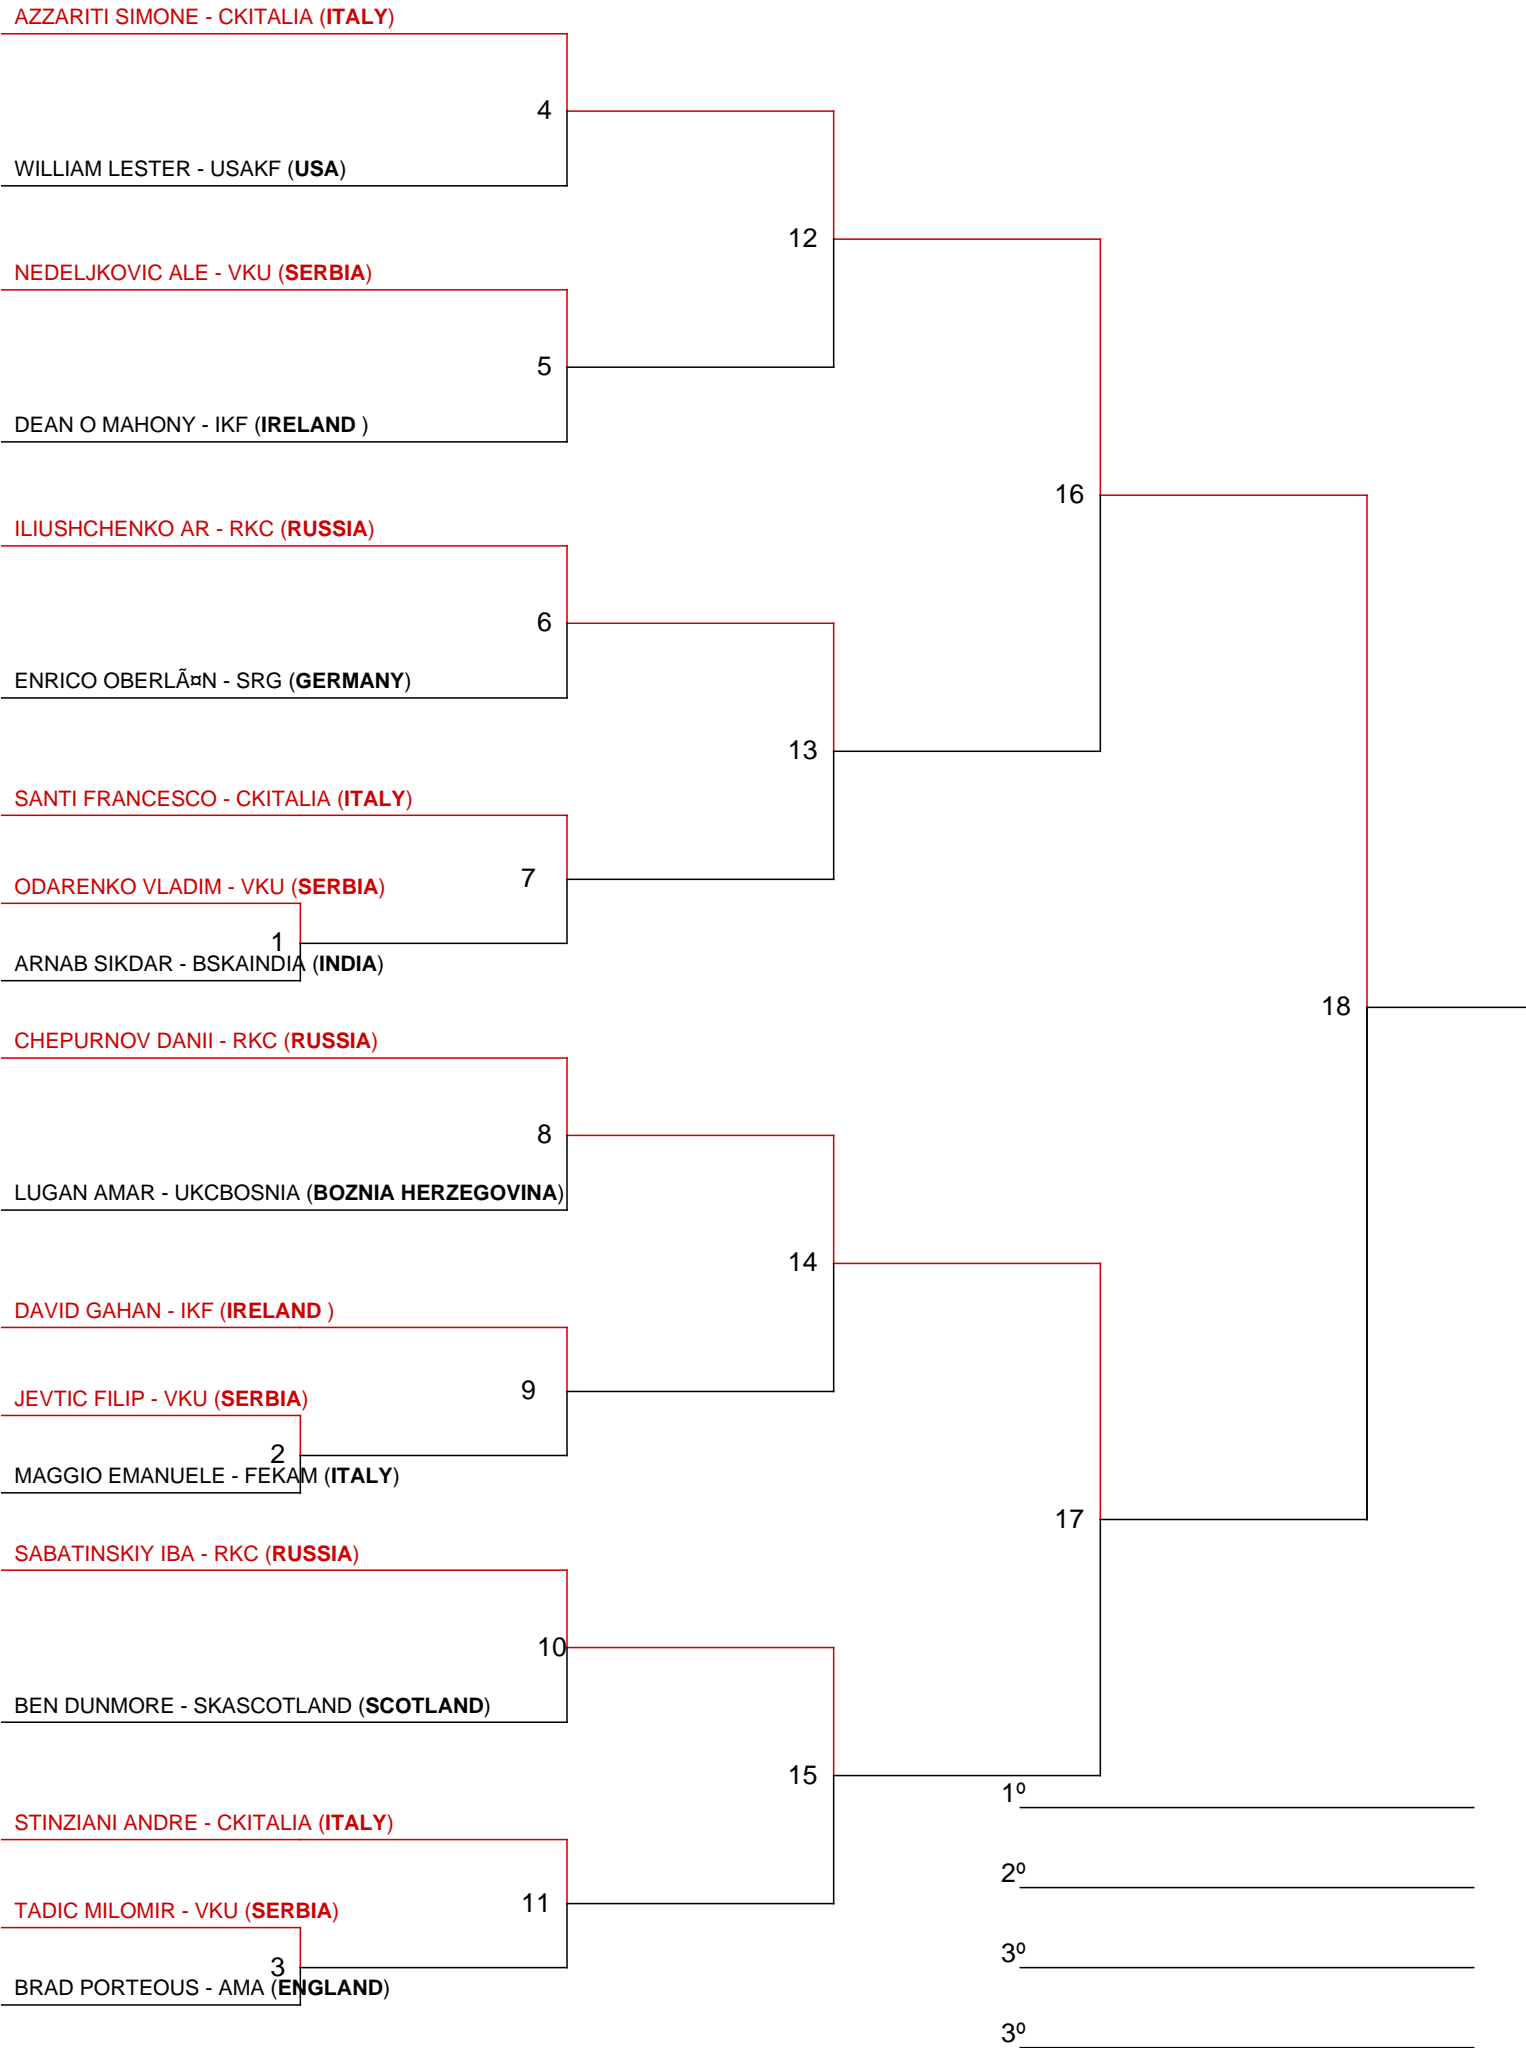 AZZARITI SIMONE - CKITALIA (ITALY)
4
WILLIAM LESTER - USAKF (USA)
12
NEDELJKOVIC ALE - VKU (SERBIA)
5
DEAN O MAHONY - IKF (IRELAND )
16
ILIUSHCHENKO AR - RKC (RUSSIA)
6
ENRICO OBERLÃ¤N - SRG (GERMANY)
13
SANTI FRANCESCO - CKITALIA (ITALY)
7
ODARENKO VLADIM - VKU (SERBIA)
1
ARNAB SIKDAR - BSKAINDIA (INDIA)
18
CHEPURNOV DANII - RKC (RUSSIA)
8
LUGAN AMAR - UKCBOSNIA (BOZNIA HERZEGOVINA)
14
DAVID GAHAN - IKF (IRELAND )
9
JEVTIC FILIP - VKU (SERBIA)
2
MAGGIO EMANUELE - FEKAM (ITALY)
17
SABATINSKIY IBA - RKC (RUSSIA)
10
BEN DUNMORE - SKASCOTLAND (SCOTLAND)
15
1º
STINZIANI ANDRE - CKITALIA (ITALY)
2º
11
TADIC MILOMIR - VKU (SERBIA)
3º
3
BRAD PORTEOUS - AMA (ENGLAND)
3º